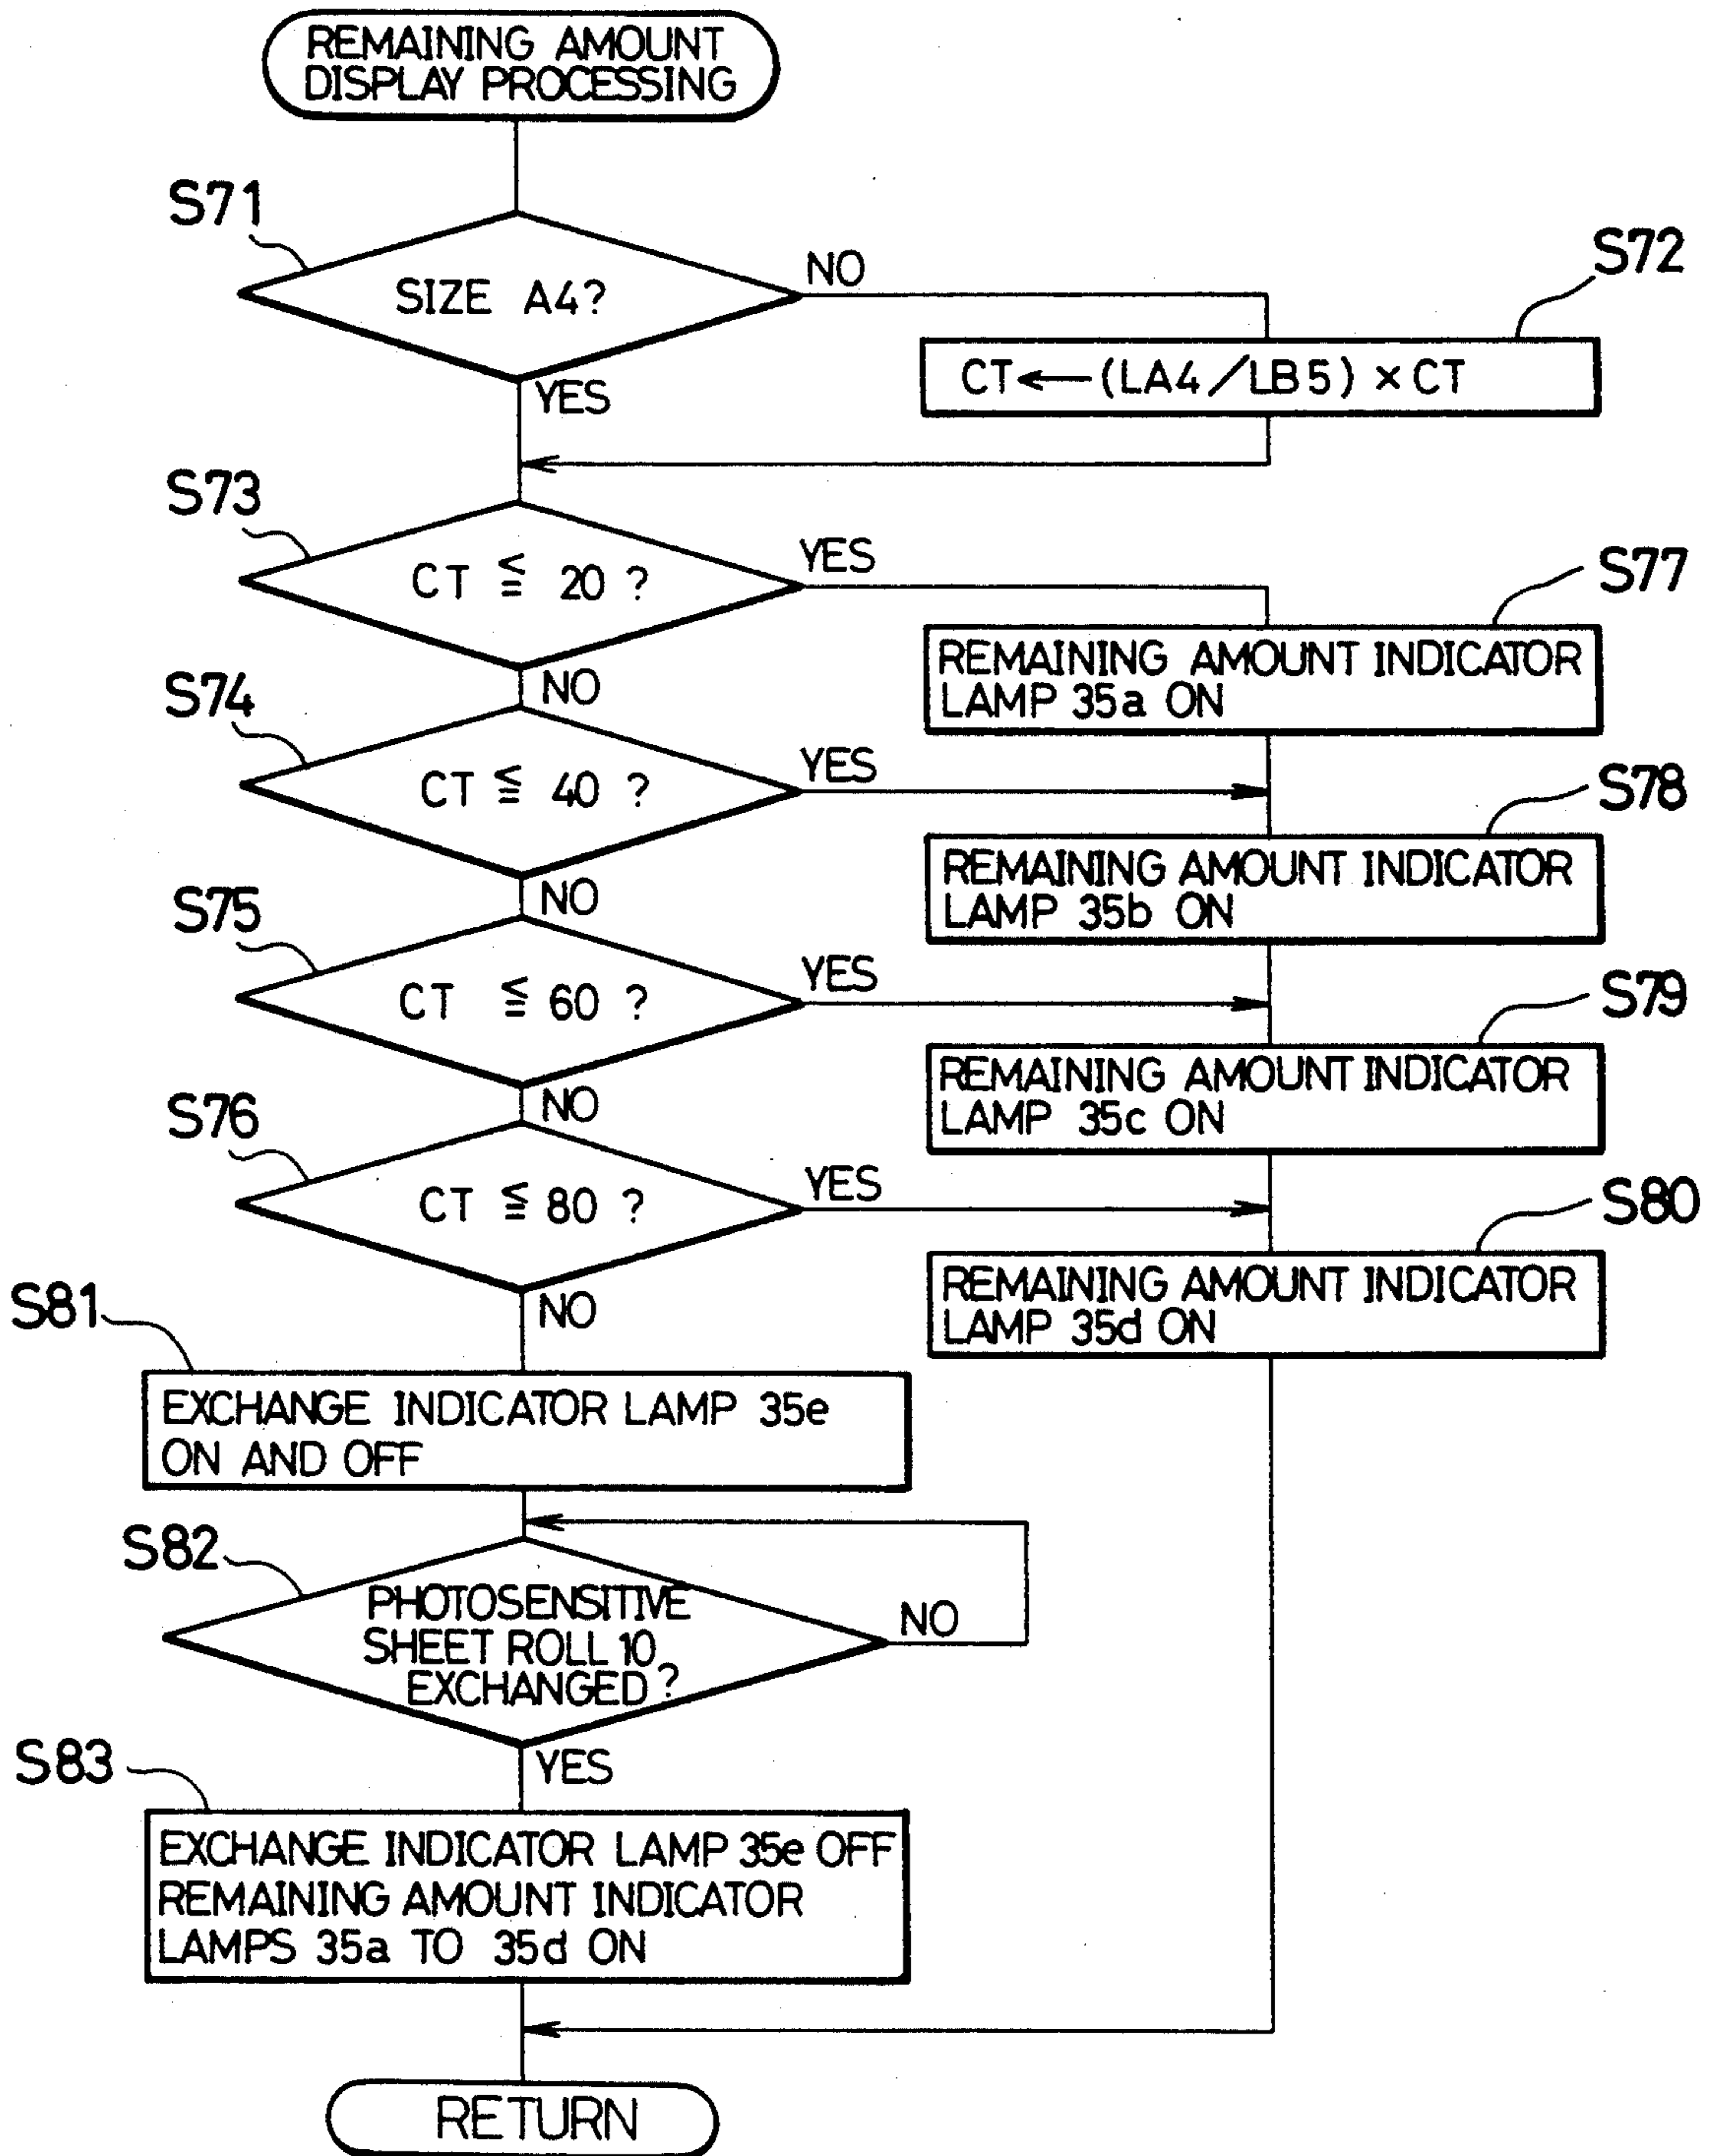 REMAINING AMOUNT
DISPLAY PROCESSING
S71
SIZE A4?
NO
S72
CT ← (LA4/LB5) × CT
YES
S73
CT ≦ 20 ?
YES
S77
REMAINING AMOUNT INDICATOR
LAMP 35a ON
NO
S74
CT ≦ 40 ?
YES
S78
REMAINING AMOUNT INDICATOR
LAMP 35b ON
NO
S75
CT ≦ 60 ?
YES
S79
REMAINING AMOUNT INDICATOR
LAMP 35c ON
NO
S76
CT ≦ 80 ?
YES
S80
REMAINING AMOUNT INDICATOR
LAMP 35d ON
NO
S81
EXCHANGE INDICATOR LAMP 35e
ON AND OFF
S82
PHOTOSENSITIVE
SHEET ROLL 10
EXCHANGED?
NO
YES
S83
EXCHANGE INDICATOR LAMP 35e OFF
REMAINING AMOUNT INDICATOR
LAMPS 35a TO 35d ON
RETURN